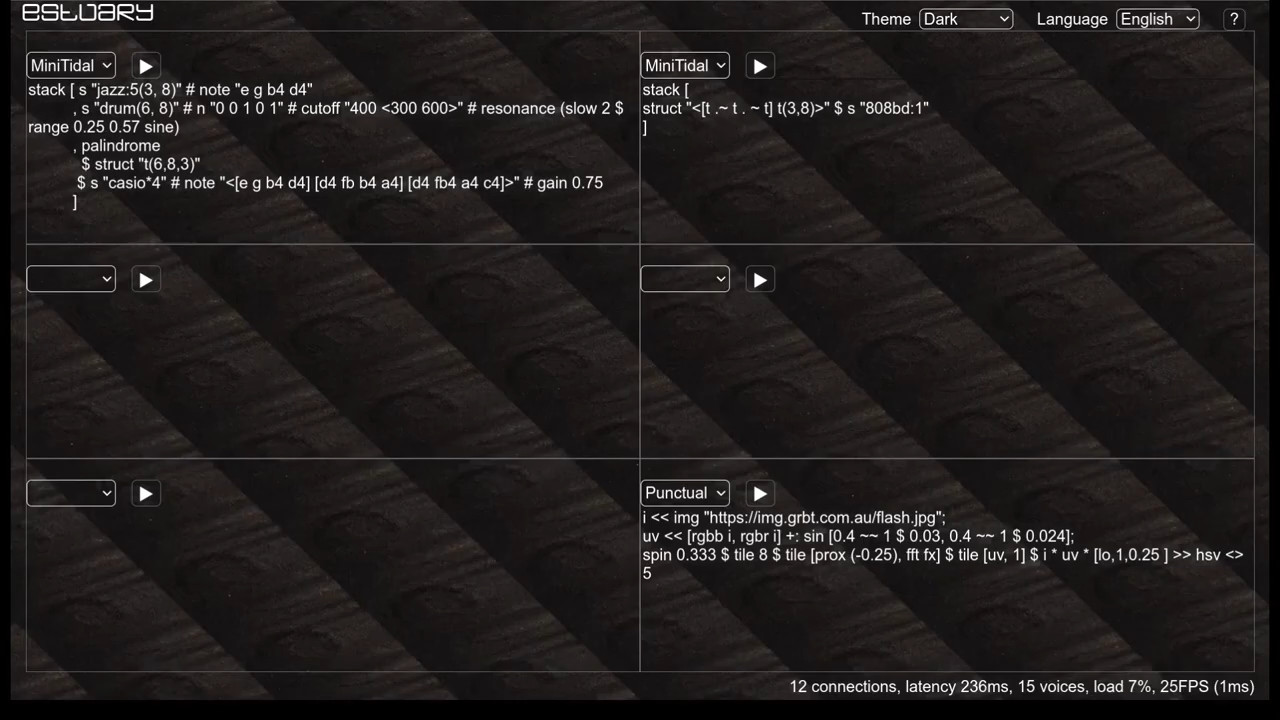 estuary
Theme Dark Language English ?
MiniTidal
stack [ s "jazz:5(3, 8)" # note "e g b4 d4"
, s "drum(6, 8)" # n "0 0 1 0 1" # cutoff "400 <300 600>" # resonance (slow 2 $
range 0.25 0.57 sine)
, palindrome
$ struct "t(6,8,3)"
$ s "casio*4" # note "<[e g b4 d4] [d4 fb b4 a4] [d4 fb4 a4 c4]>" # gain 0.75
]
MiniTidal
stack [
struct "<[t .~ t . ~ t] t(3,8)>" $ s "808bd:1"
]
Punctual
i << img "https://img.grbt.com.au/flash.jpg";
uv << [rgbb i, rgbr i] +: sin [0.4 ~~ 1 $ 0.03, 0.4 ~~ 1 $ 0.024];
spin 0.333 $ tile 8 $ tile [prox (-0.25), fft fx] $ tile [uv, 1] $ i * uv * [lo,1,0.25 ] >> hsv <>
5
12 connections, latency 236ms, 15 voices, load 7%, 25FPS (1ms)